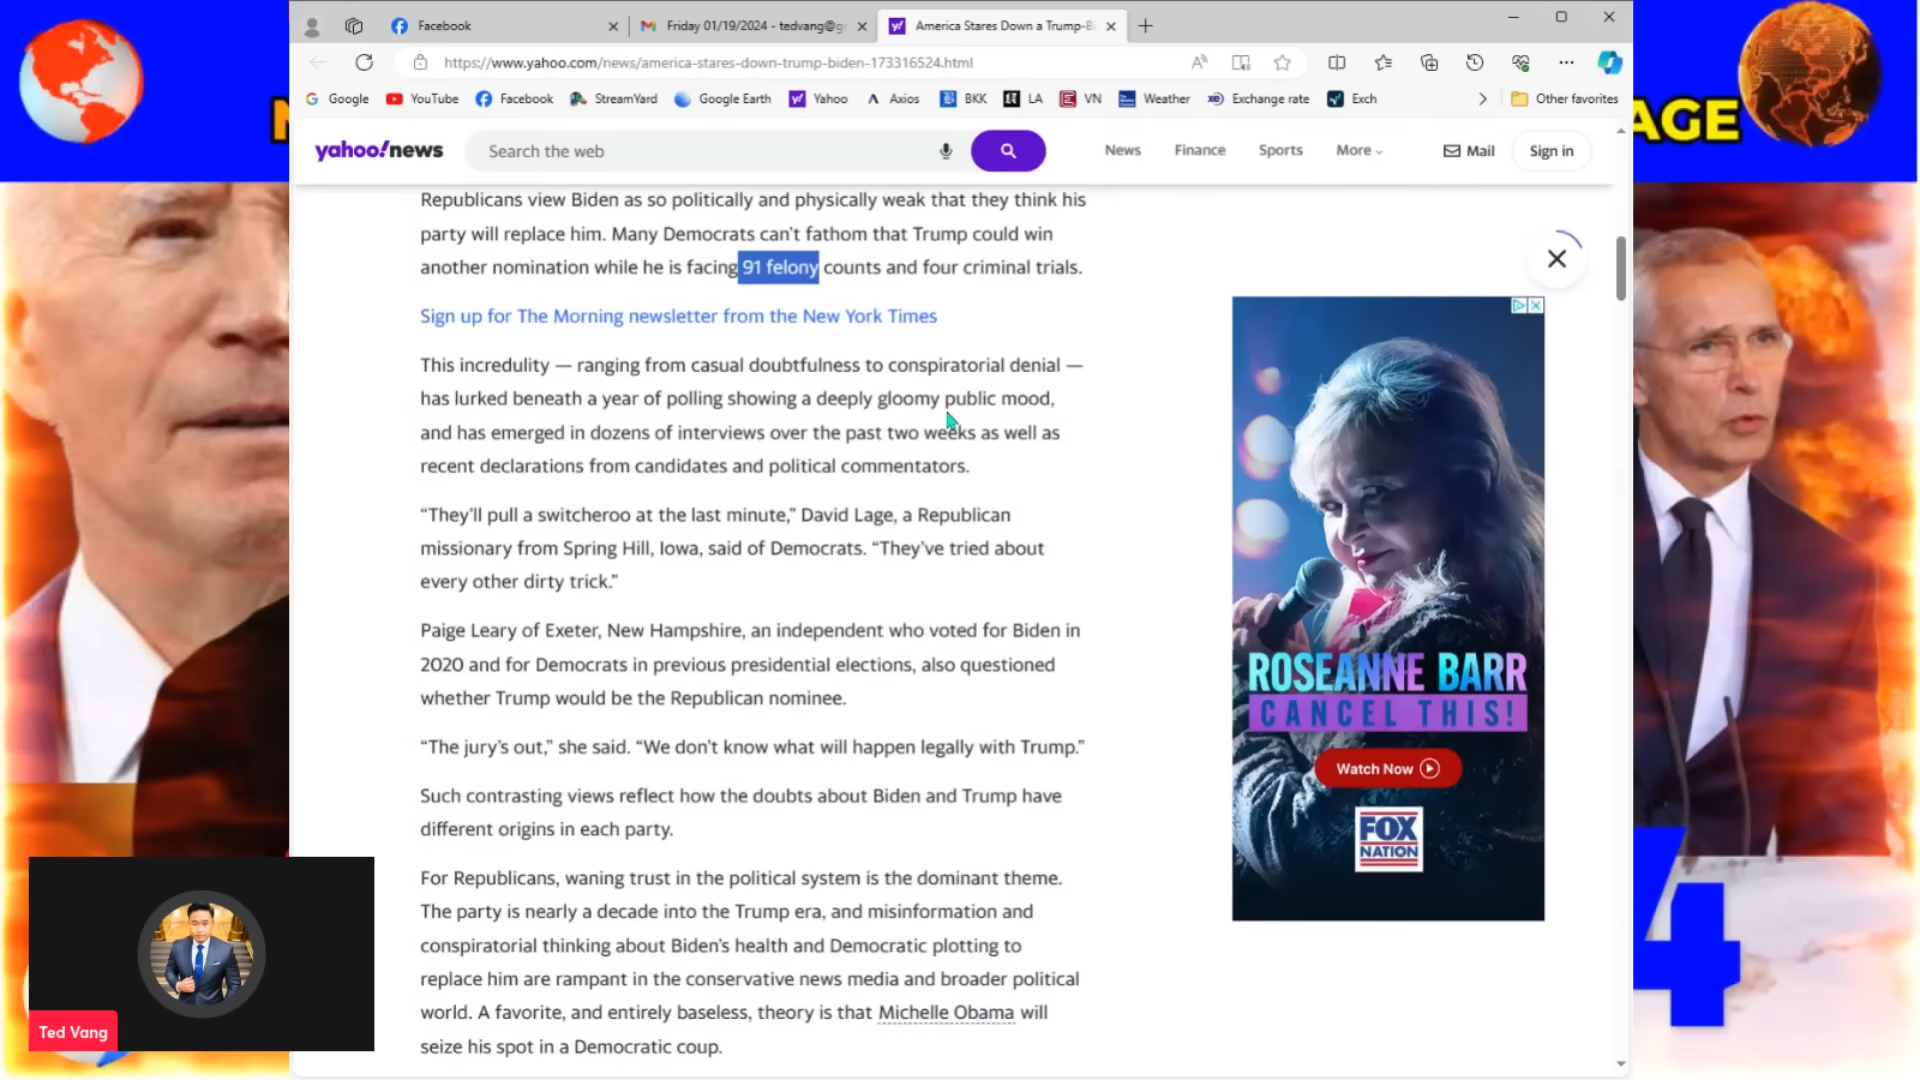 Facebook
Friday 01/19/2024 - tedvang@g
America Stares Down a Trump-B
https://www.yahoo.com/news/america-stares-down-trump-biden-173316524.html
Google
YouTube
Facebook
StreamYard
Google Earth
Yahoo
Axios
BKK
LA
VN
Weather
Exchange rate
Exch
Other favorites
AGE
yahoo!news
Search the web
News
Finance
Sports
More
Mail
Sign in
Republicans view Biden as so politically and physically weak that they think his
party will replace him. Many Democrats can't fathom that Trump could win
another nomination while he is facing 91 felony counts and four criminal trials.
Sign up for The Morning newsletter from the New York Times
This incredulity — ranging from casual doubtfulness to conspiratorial denial —
has lurked beneath a year of polling showing a deeply gloomy public mood,
and has emerged in dozens of interviews over the past two weeks as well as
recent declarations from candidates and political commentators.
“They’ll pull a switcheroo at the last minute,” David Lage, a Republican
missionary from Spring Hill, Iowa, said of Democrats. “They’ve tried about
every other dirty trick.”
Paige Leary of Exeter, New Hampshire, an independent who voted for Biden in
2020 and for Democrats in previous presidential elections, also questioned
whether Trump would be the Republican nominee.
“The jury’s out,” she said. “We don’t know what will happen legally with Trump.”
Such contrasting views reflect how the doubts about Biden and Trump have
different origins in each party.
For Republicans, waning trust in the political system is the dominant theme.
The party is nearly a decade into the Trump era, and misinformation and
conspiratorial thinking about Biden’s health and Democratic plotting to
replace him are rampant in the conservative news media and broader political
world. A favorite, and entirely baseless, theory is that Michelle Obama will
seize his spot in a Democratic coup.
ROSEANNE BARR
CANCEL THIS!
Watch Now
FOX
NATION
4
Ted Vang